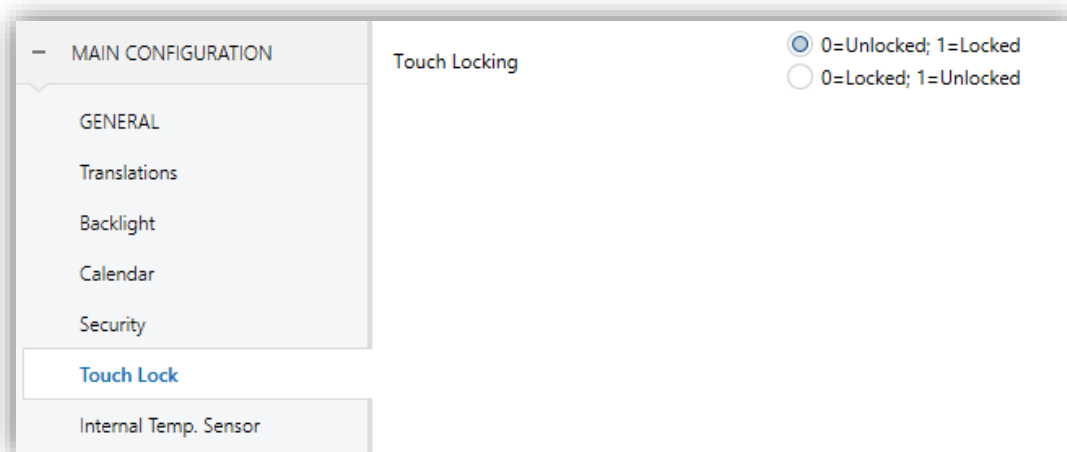 MAIN CONFIGURATION
GENERAL
Translations
Backlight
Calendar
Security
Touch Lock
Internal Temp. Sensor
Touch Locking
0=Unlocked; 1=Locked
0=Locked; 1=Unlocked